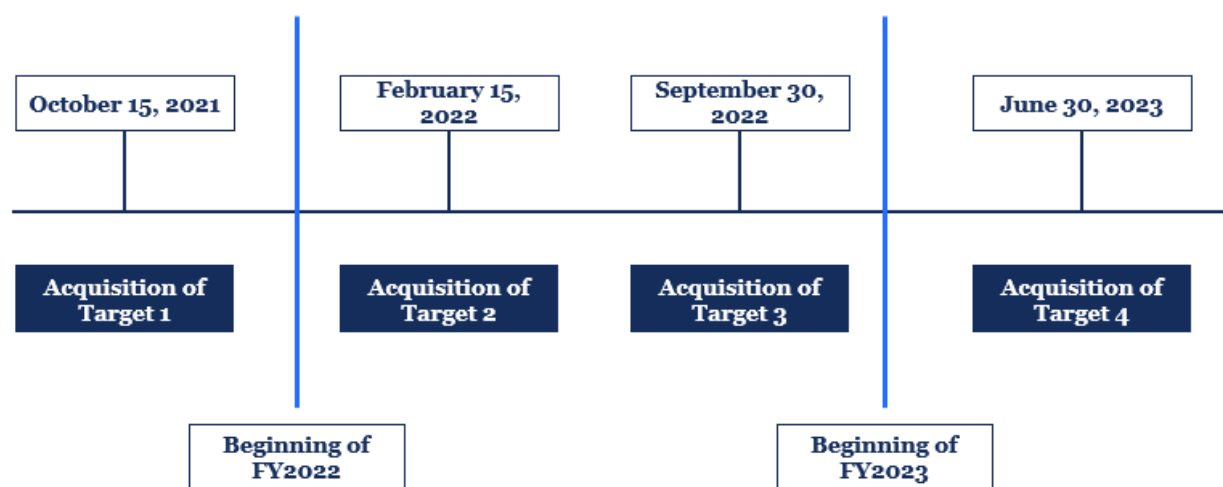 October 15, 2021
February 15,
2022
September 30,
2022
June 30, 2023
Acquisition of
Target 1
Acquisition of
Target 2
Acquisition of
Target 3
Acquisition of
Target 4
Beginning of
FY2022
Beginning of
FY2023